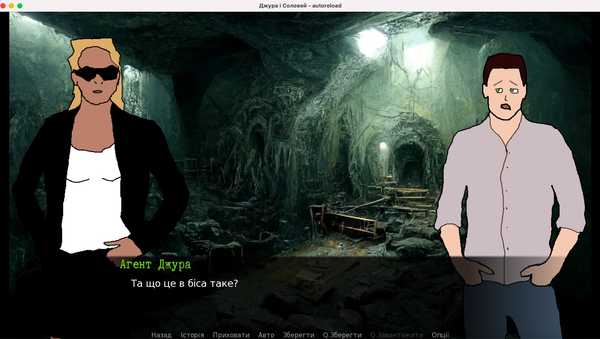 Джура і Соловей - autoreload
Агент Джура
Та що це в біса таке?
Назад Історія Приховати Авто Зберегти Q.Зберегти Q.Завантажити Опції